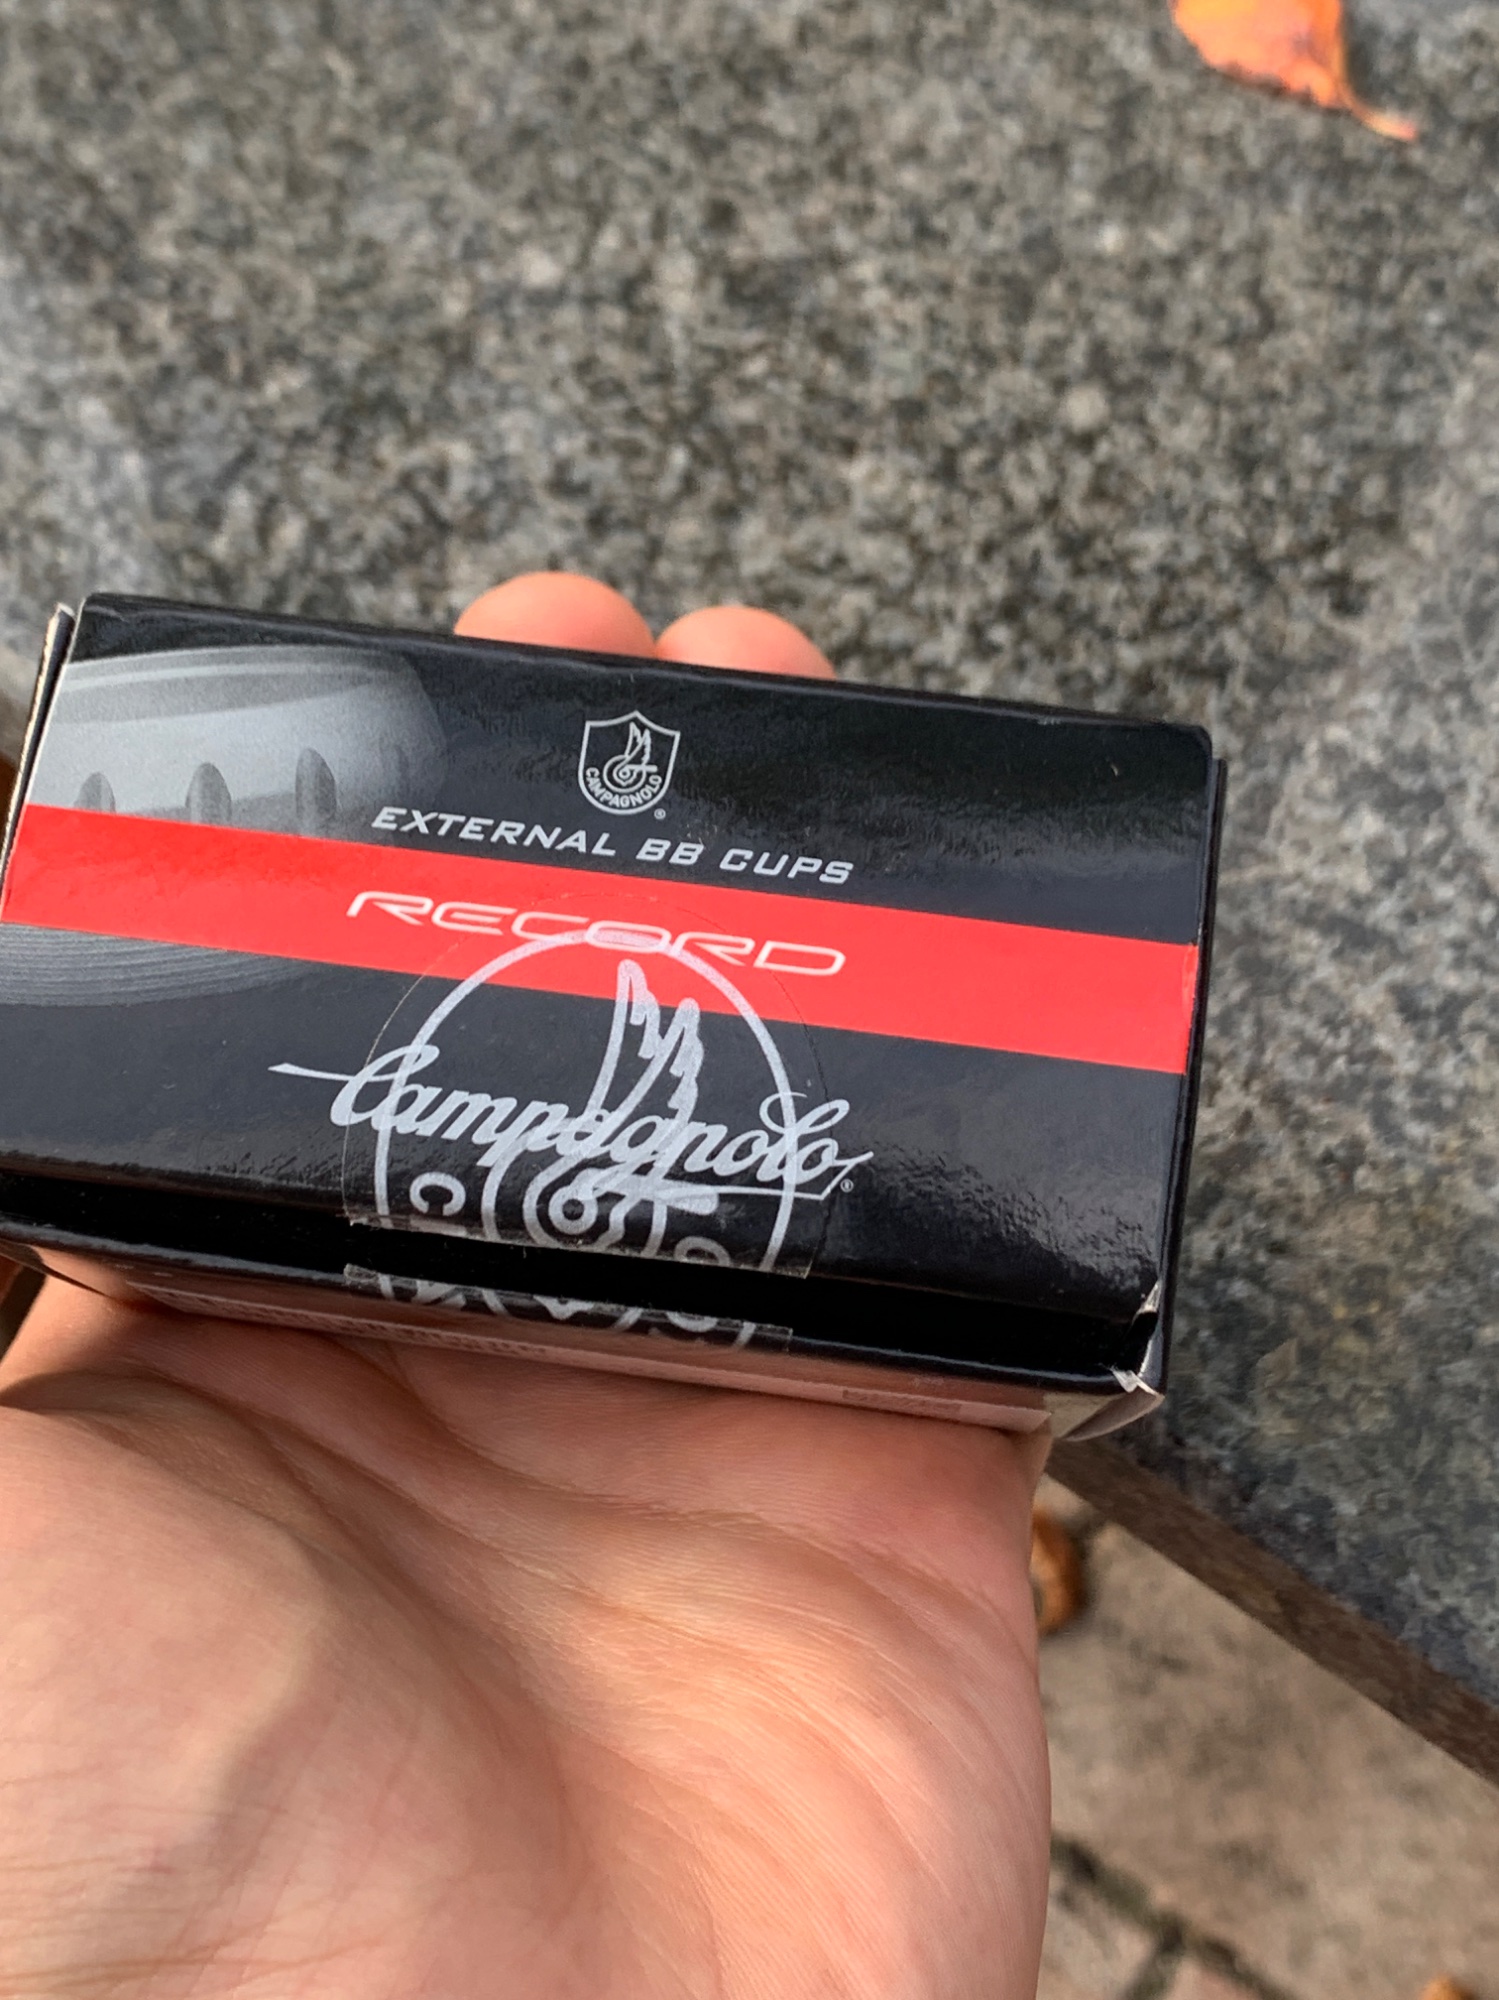 CAMPAGNOLO
®
EXTERNAL BB CUPS
RECORD
Campagnolo®